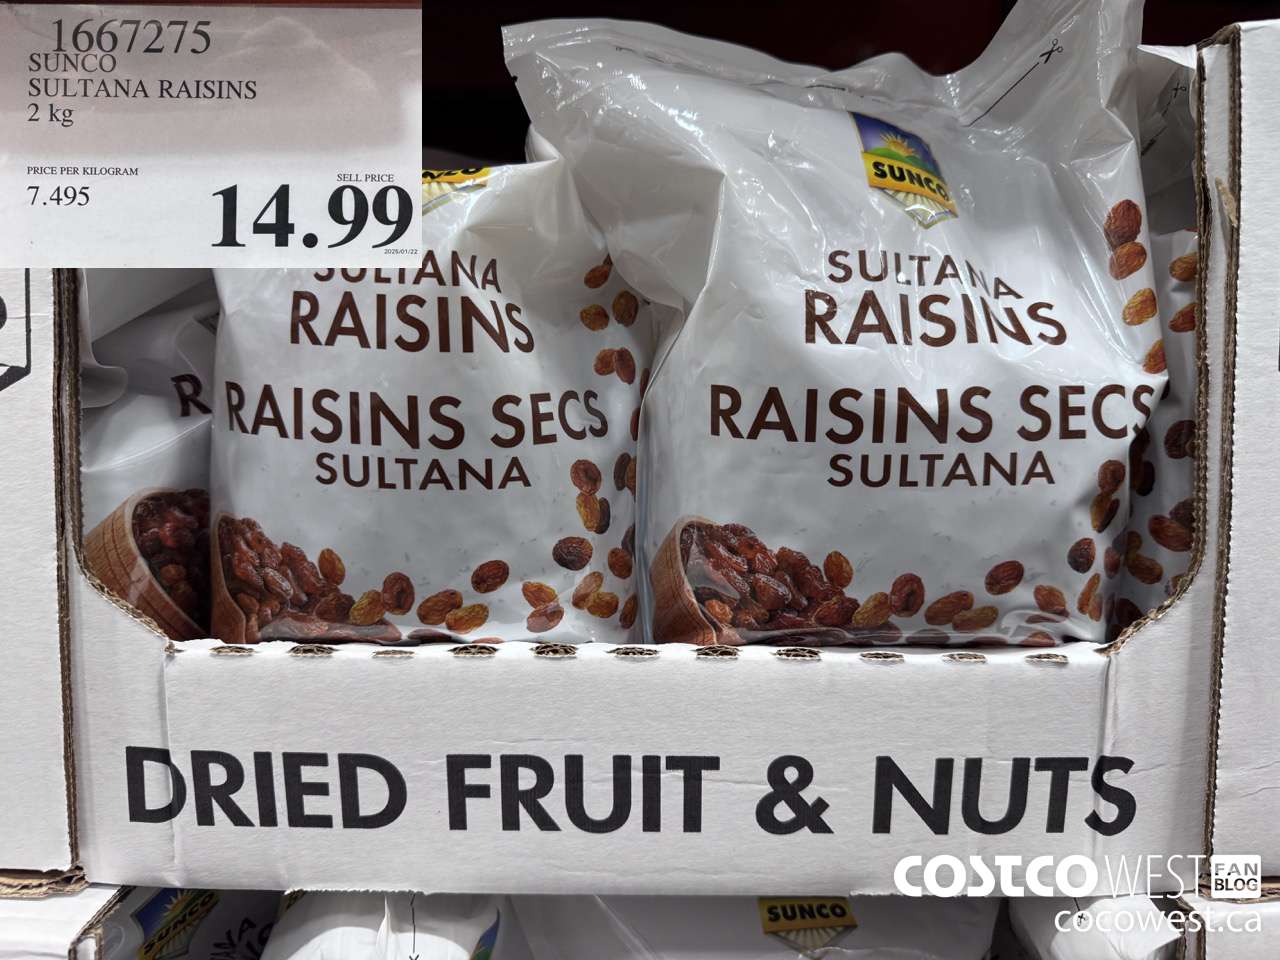 1667275
SUNCO
SULTANA RAISINS
2 kg
PRICE PER KILOGRAM
7.495
SELL PRICE
14.99
2025/01/22
SUNCO
SULTANA
RAISINS
RAISINS SECS
SULTANA
SUNCO
SULTANA
RAISINS
RAISINS SECS
SULTANA
R
DRIED FRUIT & NUTS
COSTCO WEST FAN BLOG
cocowest.ca
SUNCO
SUNCO